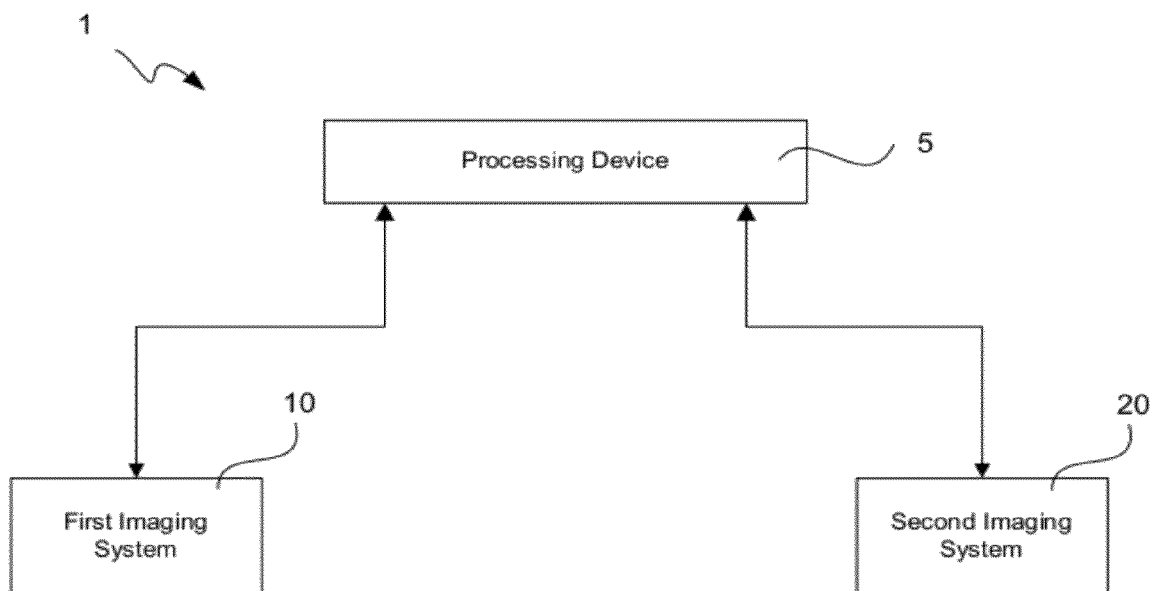 1
Processing Device
5
10
20
First Imaging
System
Second Imaging
System